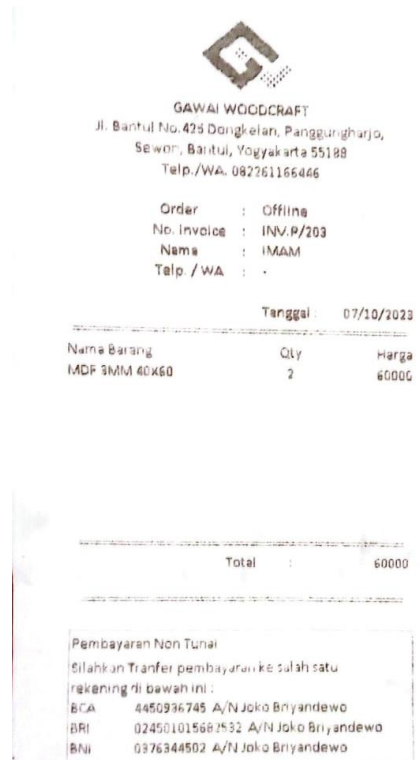 GAWAI WOODCRAFT
Jl. Bantul No.425 Dongkelan, Panggungharjo,
Sewon, Bantul, Yogyakarta 55188
Telp./WA. 082261166446
Order : Offline
No. Invoice : INV.P/203
Nama : IMAM
Telp. / WA : -
Tanggal : 07/10/2023
Nama Barang Qty Harga
MDF 3MM 40X60 2 60000
Total : 60000
Pembayaran Non Tunai
Silahkan Tranfer pembayaran ke salah satu
rekening di bawah ini :
BCA 4450936745 A/N Joko Briyandewo
BRI 024501015682532 A/N Joko Briyandewo
BNI 0376344502 A/N Joko Briyandewo